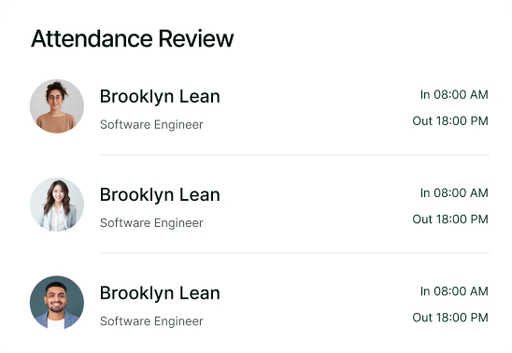 Attendance Review
Brooklyn Lean
In 08:00 AM
Software Engineer
Out 18:00 PM
Brooklyn Lean
In 08:00 AM
Software Engineer
Out 18:00 PM
Brooklyn Lean
In 08:00 AM
Software Engineer
Out 18:00 PM